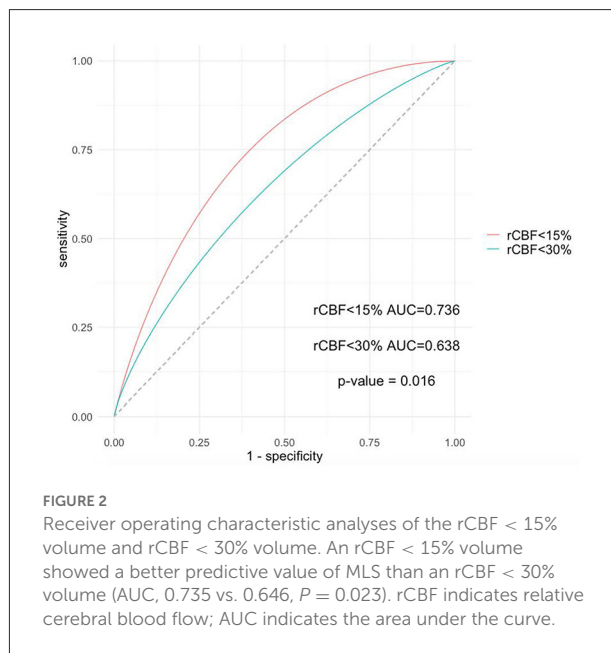 1.00
0.75
0.50
0.25
0.00
sensitivity
rCBF<15%
rCBF<30%
rCBF<15% AUC=0.736
rCBF<30% AUC=0.638
p-value = 0.016
0.00 0.25 0.50 0.75 1.00
1 - specificity
FIGURE 2
Receiver operating characteristic analyses of the rCBF < 15%
volume and rCBF < 30% volume. An rCBF < 15% volume
showed a better predictive value of MLS than an rCBF < 30%
volume (AUC, 0.735 vs. 0.646, P = 0.023). rCBF indicates relative
cerebral blood flow; AUC indicates the area under the curve.